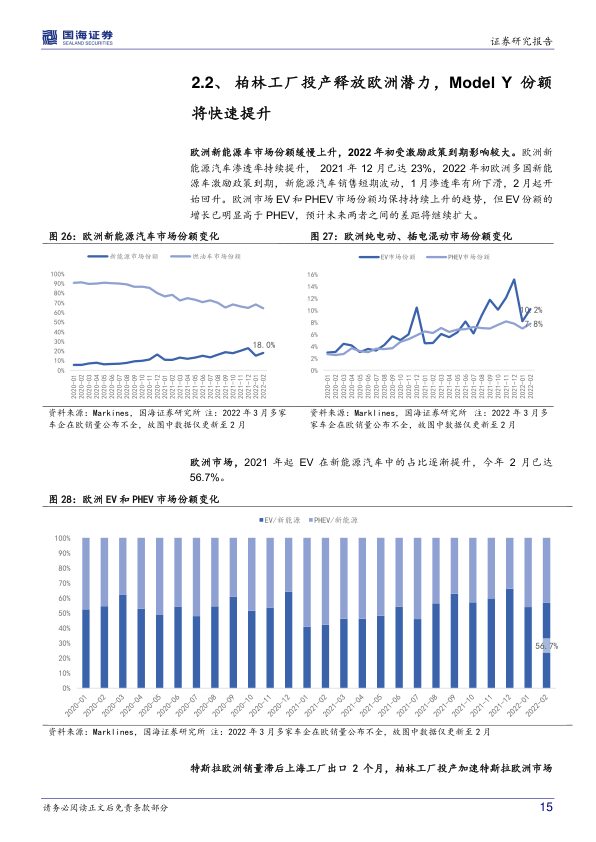 国海证券
SEALAND SECURITIES
证券研究报告
2.2、 柏林工厂投产释放欧洲潜力，Model Y 份额
将快速提升
欧洲新能源车市场份额缓慢上升，2022 年初受激励政策到期影响较大。欧洲新
能源汽车渗透率持续提升， 2021 年 12 月已达 23%，2022 年初欧洲多国新能
源车激励政策到期，新能源汽车销售短期波动，1 月渗透率有所下滑，2 月起开
始回升。欧洲市场 EV 和 PHEV 市场份额均保持持续上升的趋势，但 EV 份额的
增长已明显高于 PHEV，预计未来两者之间的差距将继续扩大。
图 26：欧洲新能源汽车市场份额变化
新能源市场份额 燃油车市场份额
100%
90%
80%
70%
60%
50%
40%
30%
20%
10%
0%
18.0%
2020-01 2020-02 2020-03 2020-04 2020-05 2020-06 2020-07 2020-08 2020-09 2020-10 2020-11 2020-12 2021-01 2021-02 2021-03 2021-04 2021-05 2021-06 2021-07 2021-08 2021-09 2021-10 2021-11 2021-12 2022-01 2022-02
资料来源：Markines, 国海证券研究所 注：2022 年 3 月多家
车企在欧销量公布不全，故图中数据仅更新至 2 月
图 27：欧洲纯电动、插电混动市场份额变化
EV市场份额 PHEV市场份额
16%
14%
12%
10%
8%
6%
4%
2%
0%
10.2%
7.8%
2020-01 2020-02 2020-03 2020-04 2020-05 2020-06 2020-07 2020-08 2020-09 2020-10 2020-11 2020-12 2021-01 2021-02 2021-03 2021-04 2021-05 2021-06 2021-07 2021-08 2021-09 2021-10 2021-11 2021-12 2022-01 2022-02
资料来源：Marklines, 国海证券研究所 注：2022 年 3 月多
家车企在欧销量公布不全，故图中数据仅更新至 2 月
欧洲市场，2021 年起 EV 在新能源汽车中的占比逐渐提升，今年 2 月已达
56.7%。
图 28：欧洲 EV 和 PHEV 市场份额变化
EV/新能源 PHEV/新能源
100%
90%
80%
70%
60%
50%
40%
30%
20%
10%
0%
56.7%
2020-01 2020-02 2020-03 2020-04 2020-05 2020-06 2020-07 2020-08 2020-09 2020-10 2020-11 2020-12 2021-01 2021-02 2021-03 2021-04 2021-05 2021-06 2021-07 2021-08 2021-09 2021-10 2021-11 2021-12 2022-01 2022-02
资料来源：Marklines, 国海证券研究所 注：2022 年 3 月多家车企在欧销量公布不全，故图中数据仅更新至 2 月
特斯拉欧洲销量滞后上海工厂出口 2 个月，柏林工厂投产加速特斯拉欧洲市场
请务必阅读正文后免责条款部分
15